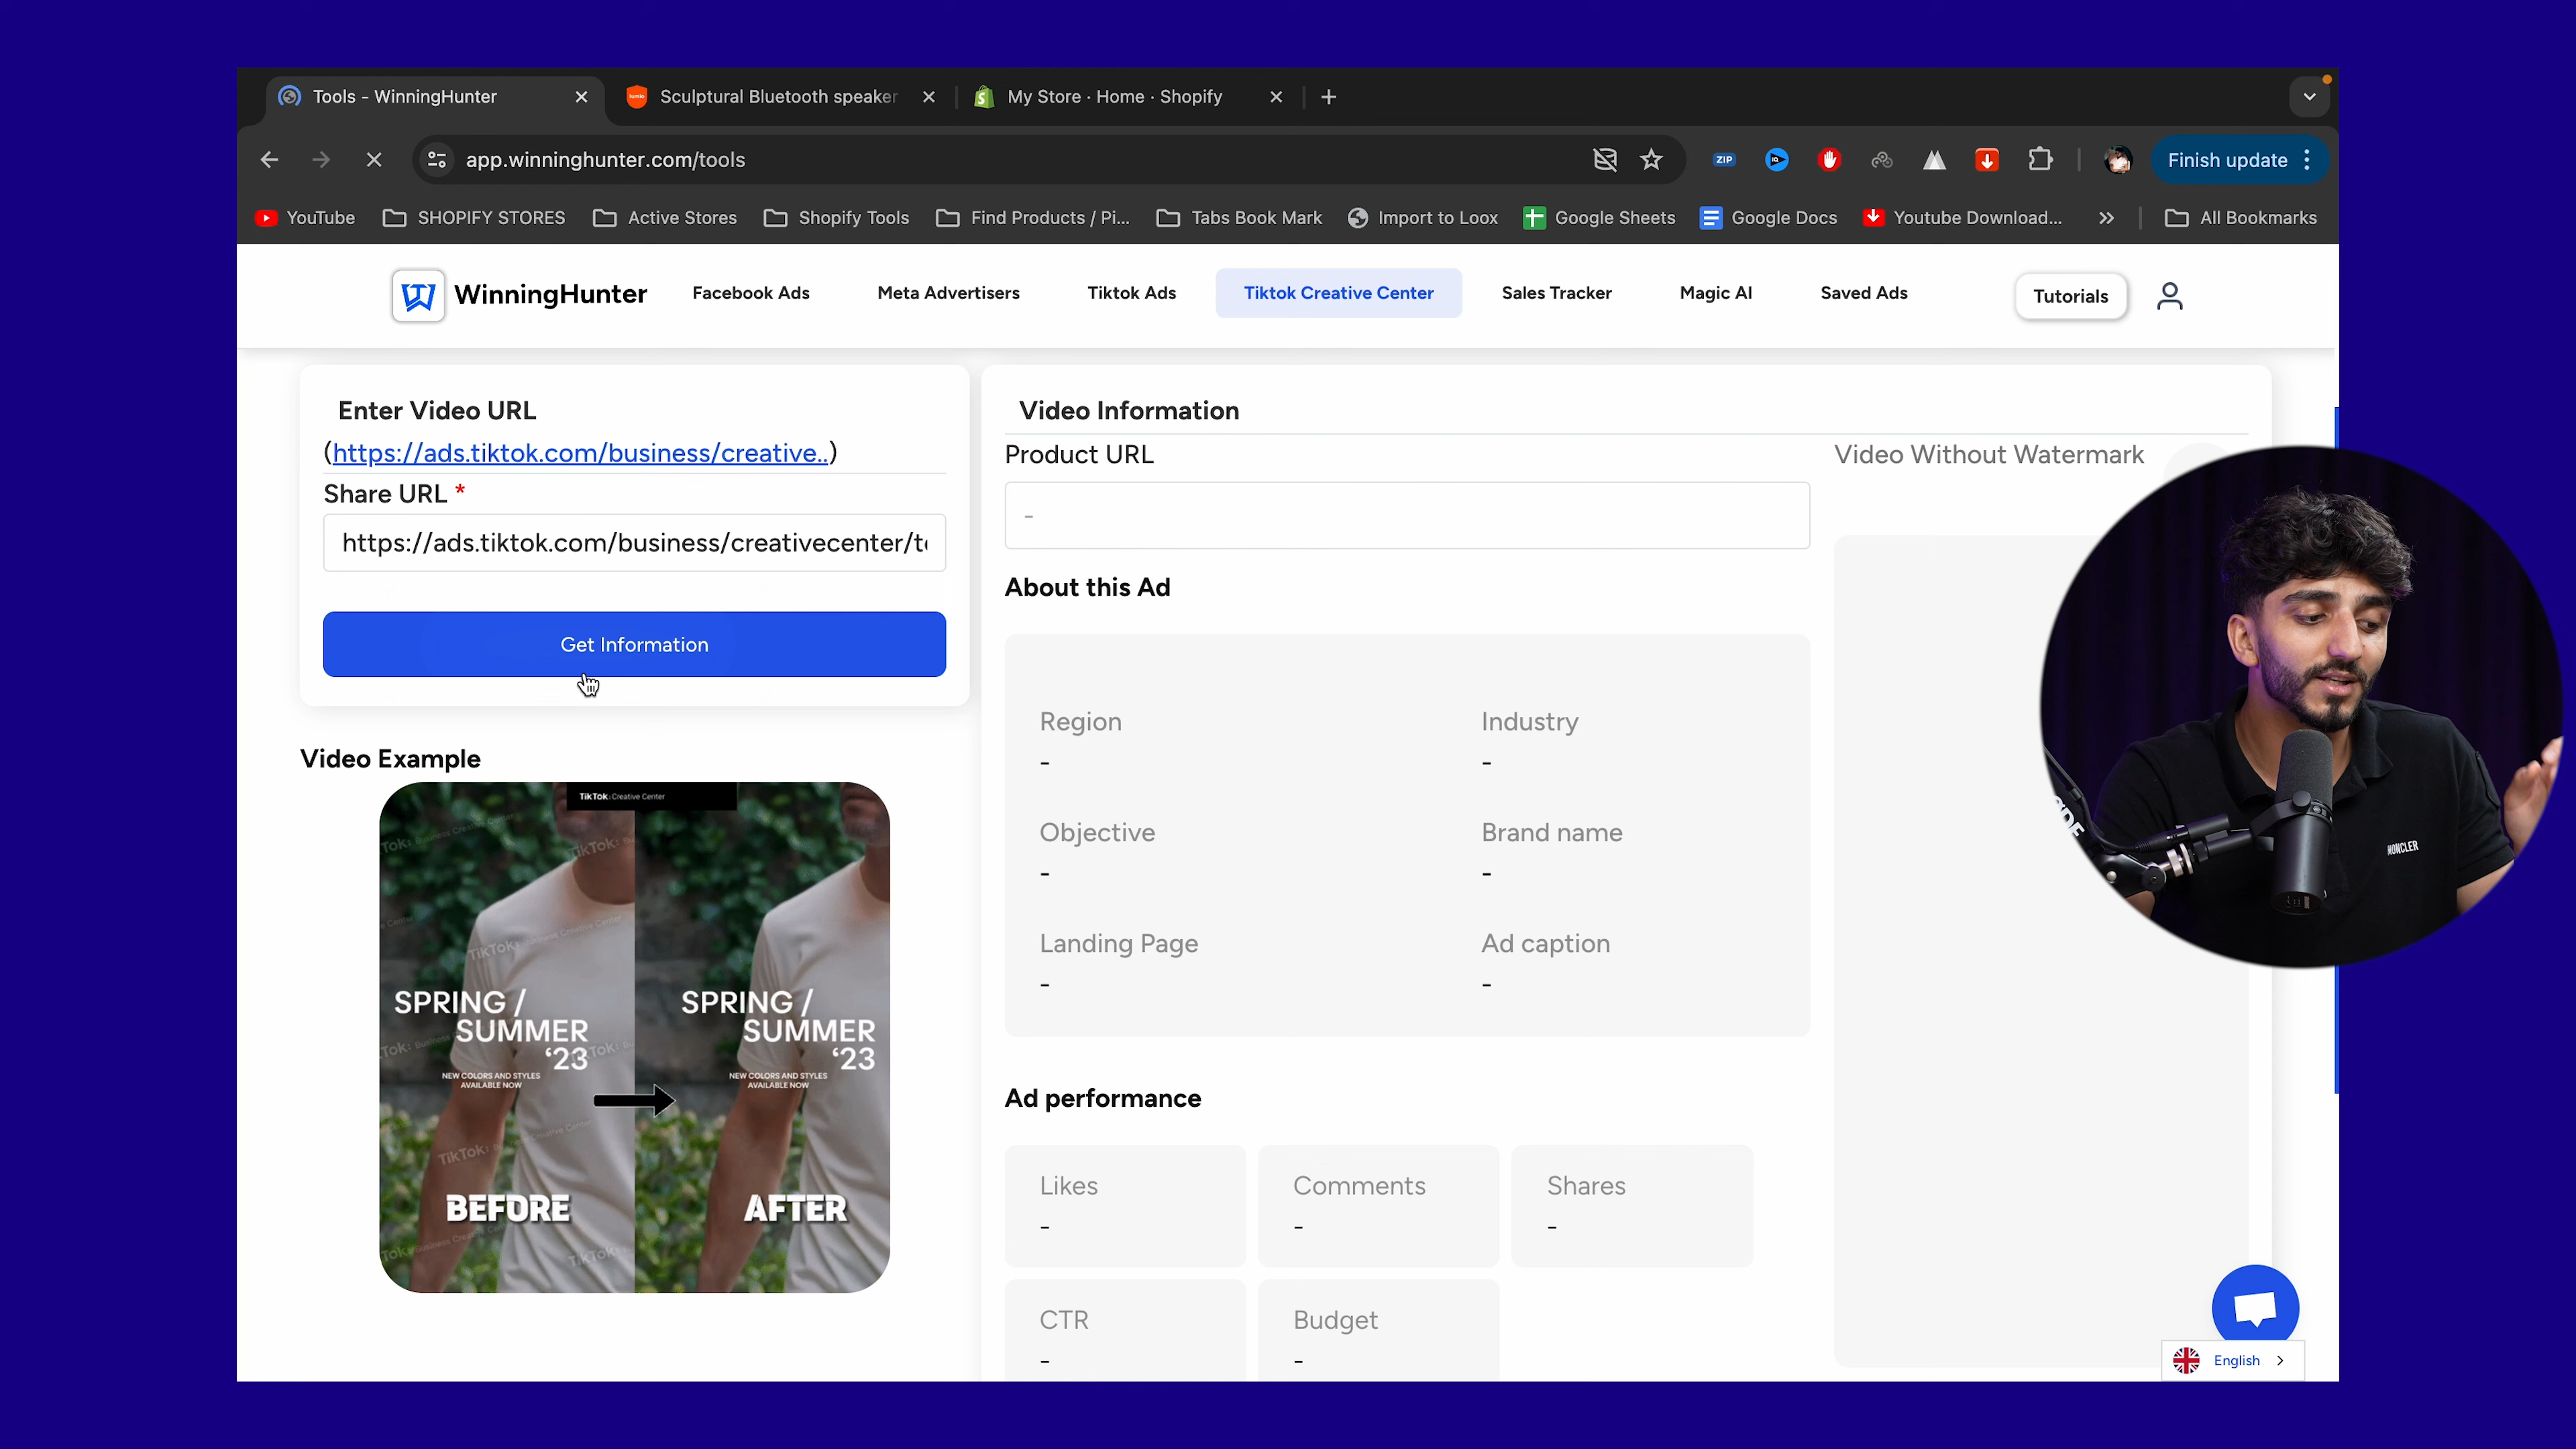 Tools - WinningHunter
Sculptural Bluetooth speaker
My Store · Home · Shopify
app.winninghunter.com/tools
ZIP
Finish update
YouTube
SHOPIFY STORES
Active Stores
Shopify Tools
Find Products / Pi...
Tabs Book Mark
Import to Loox
Google Sheets
Google Docs
Youtube Download...
All Bookmarks
WinningHunter
Facebook Ads
Meta Advertisers
Tiktok Ads
Tiktok Creative Center
Sales Tracker
Magic AI
Saved Ads
Tutorials
Enter Video URL
(https://ads.tiktok.com/business/creative..)
Share URL *
https://ads.tiktok.com/business/creativecenter/t
Get Information
Video Example
TikTok: Creative Center
SPRING /
SUMMER
‘23
NEW COLORS AND STYLES
AVAILABLE NOW
BEFORE
SPRING /
SUMMER
‘23
NEW COLORS AND STYLES
AVAILABLE NOW
AFTER
Video Information
Product URL
-
Video Without Watermark
About this Ad
Region
-
Industry
-
Objective
-
Brand name
-
Landing Page
-
Ad caption
-
Ad performance
Likes
-
Comments
-
Shares
-
CTR
-
Budget
-
MONCLER
English